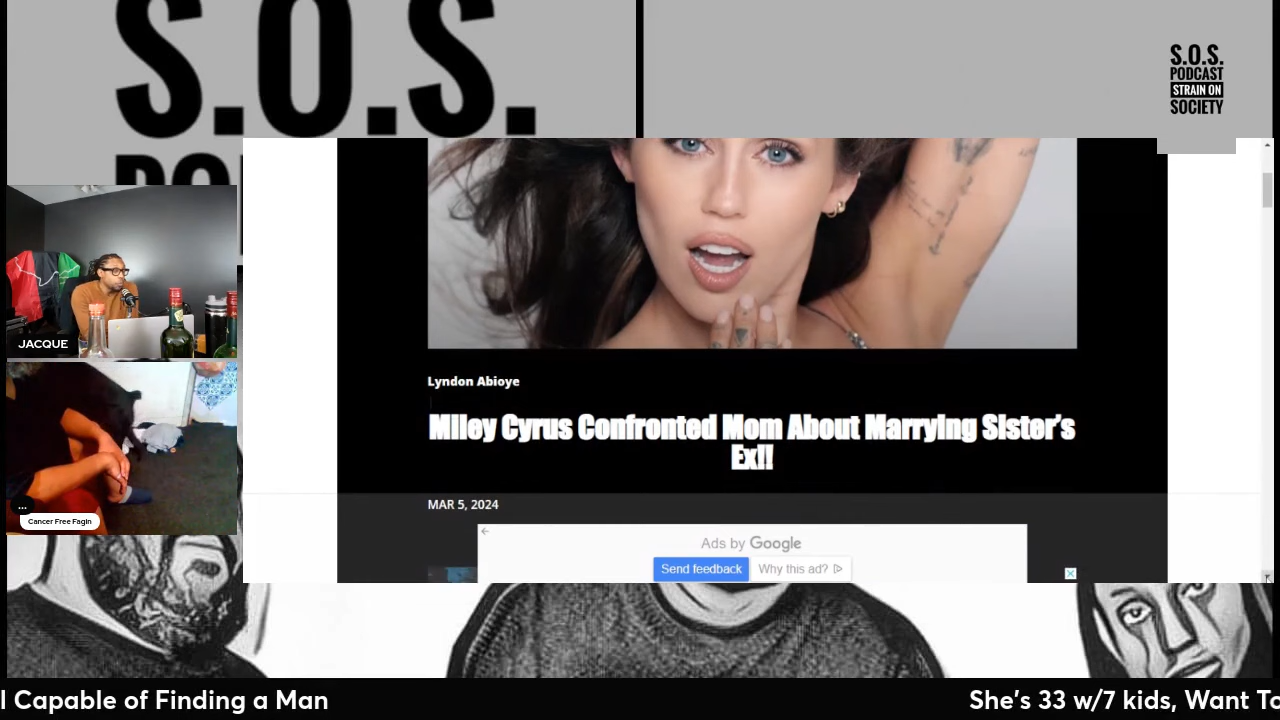 S.O.S.
S.O.S.
PODCAST
STRAIN ON
SOCIETY
JACQUE
...
Cancer Free Fagin
Lyndon Abioye
Miley Cyrus Confronted Mom About Marrying Sister's
Ex!!
MAR 5, 2024
Ads by Google
Send feedback
Why this ad?
l Capable of Finding a Man
She's 33 w/7 kids, Want To